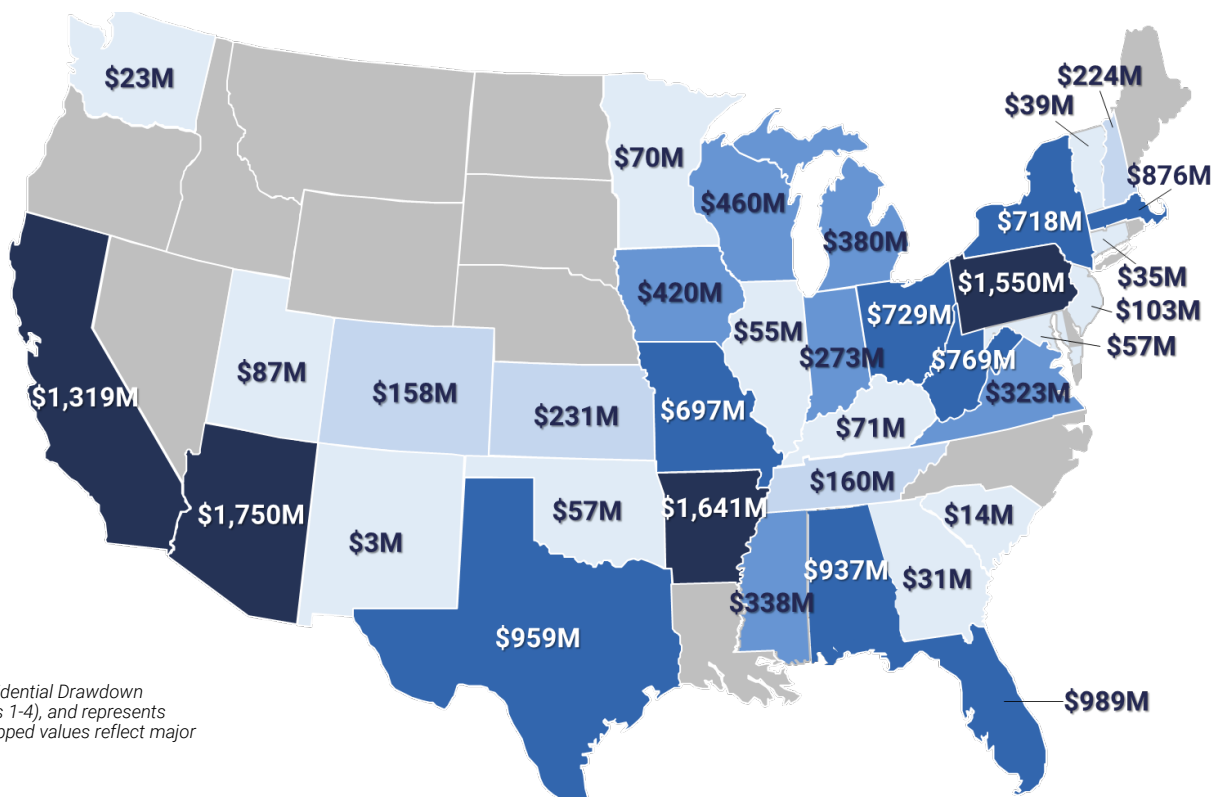 $224M
$23M
$39M
$70M
$876M
$460M
$718M
$380M
$35M
$1,550M
$420M
$103M
$729M
$55M
$57M
$273M
$769M
$87M
$158M
$323M
$1,319M
$697M
$231M
$71M
$160M
$1,641M
$57M
$1,750M
$14M
$3M
$937M
$31M
$338M
$959M
idential Drawdown
s 1-4), and represents
$989M
pped values reflect major